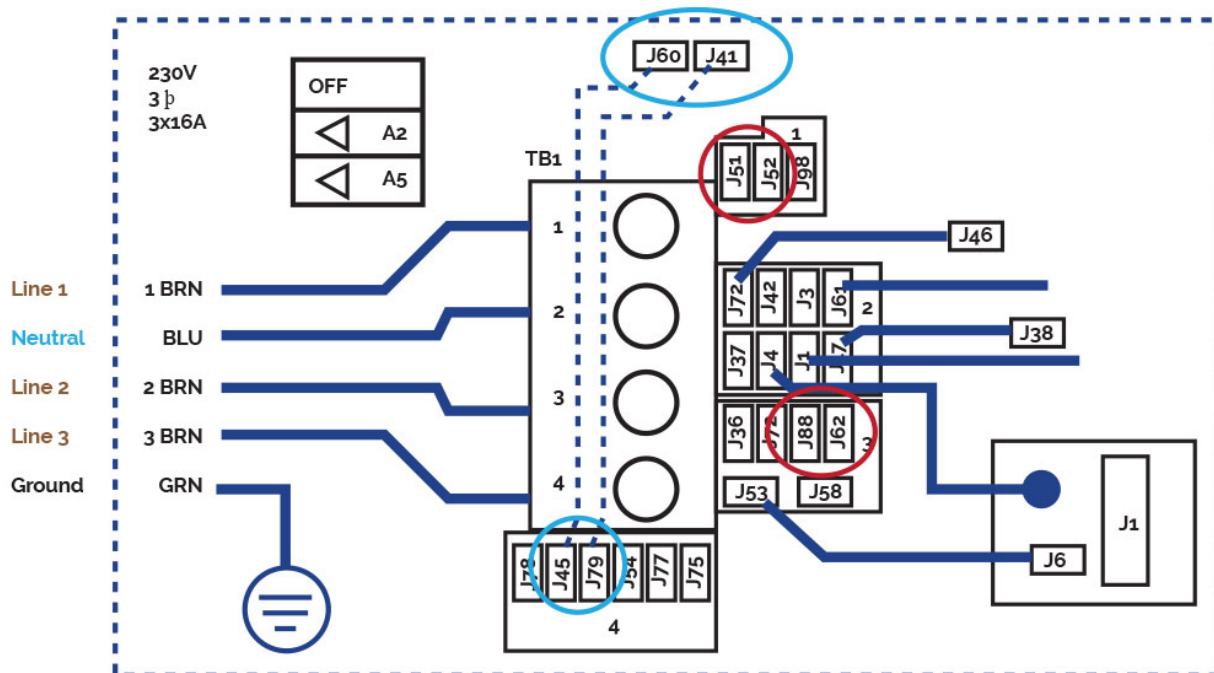 230V
3 þ
3x16A
OFF
A2
A5
J60 J41
TB1
1
J51 J52 J98
1
J46
Line 1 1 BRN
Neutral BLU
Line 2 2 BRN
Line 3 3 BRN
Ground GRN
2
3
4
J72 J42 J3 J61
2
J37 J4 J1
J38
J36 J88 J62
3
J53 J58
J1
J6
J78 J45 J79 J54 J77 J75
4